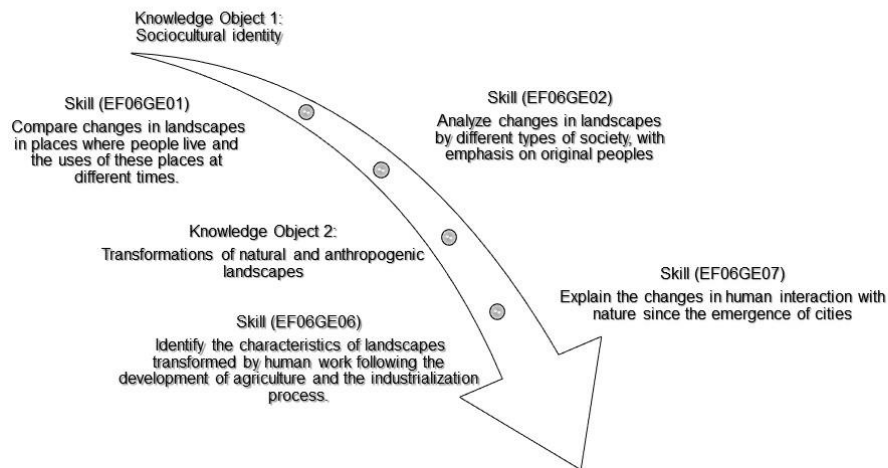 Knowledge Object 1:
Sociocultural identity
Skill (EF06GE01)
Compare changes in landscapes
in places where people live and
the uses of these places at
different times.
Skill (EF06GE02)
Analyze changes in landscapes
by different types of society, with
emphasis on original peoples
Knowledge Object 2:
Transformations of natural and anthropogenic
landscapes
Skill (EF06GE07)
Explain the changes in human interaction with
nature since the emergence of cities
Skill (EF06GE06)
Identify the characteristics of landscapes
transformed by human work following the
development of agriculture and the industrialization
process.